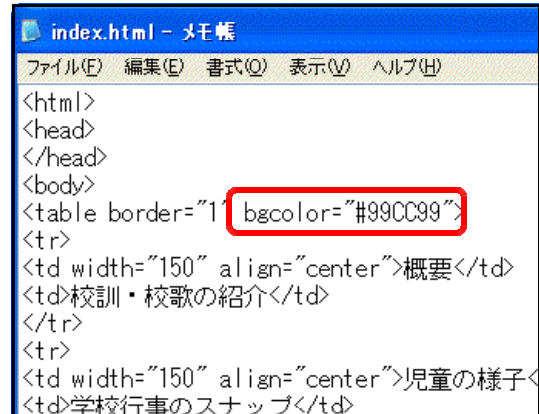 index.html - メモ帳
ファイル(F) 編集(E) 書式(O) 表示(V) ヘルプ(H)
<html>
<head>
</head>
<body>
<table border="1" bgcolor="#99CC99">
<tr>
<td width="150" align="center">概要</td>
<td>校訓・校歌の紹介</td>
</tr>
<tr>
<td width="150" align="center">児童の様子<
<td>学校行事のスナップ</td>